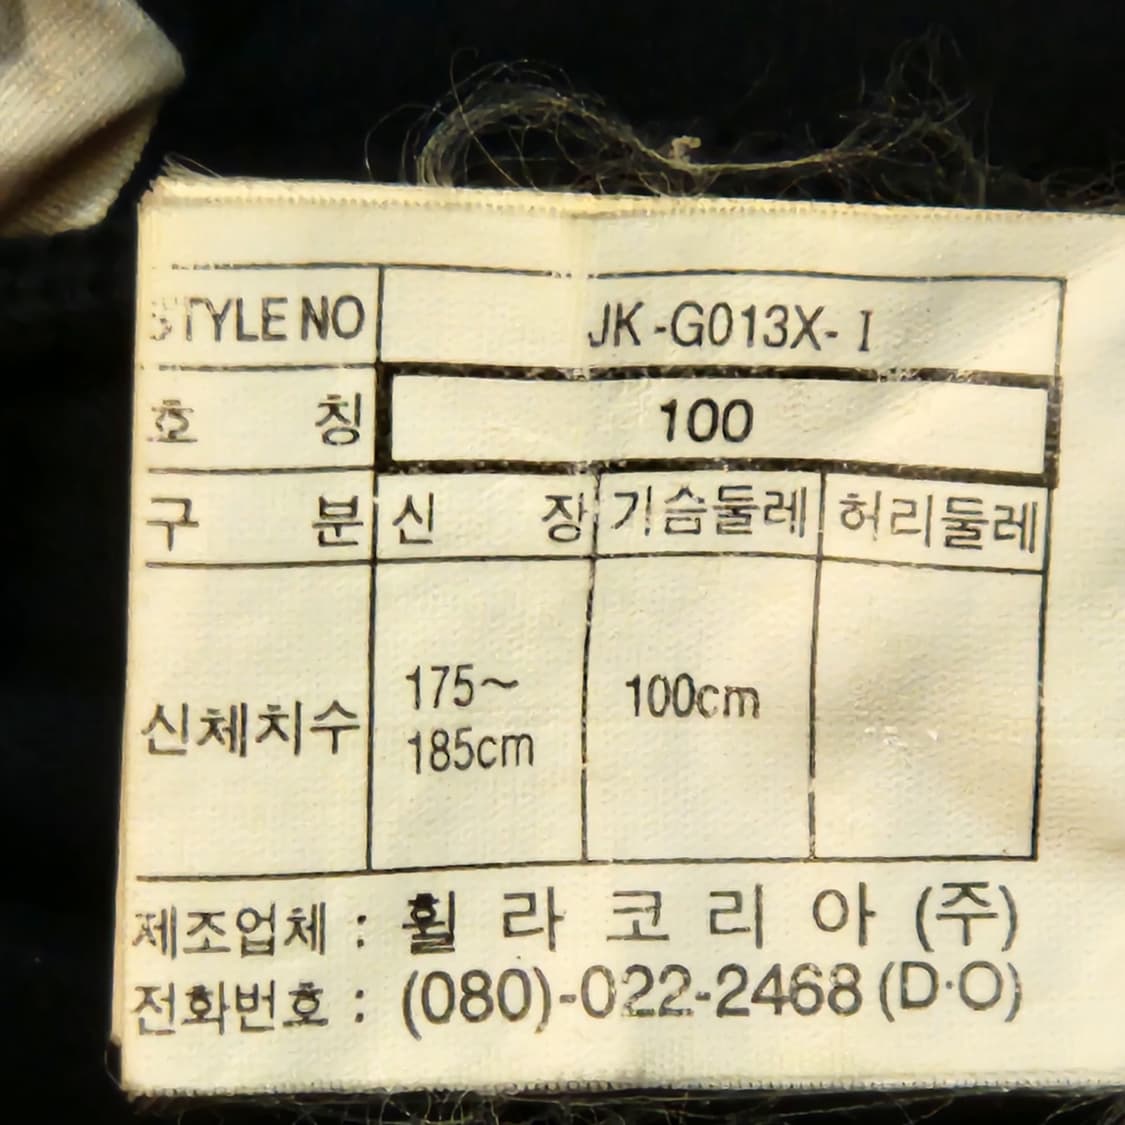 STYLE NO JK-G013X-I
호 칭 100
구 분 신 장 가슴둘레 허리둘레
신체치수 175~ 185cm 100cm
제조업체 : 휠 라 코 리 아 (주)
전화번호 : (080)-022-2468 (D·O)